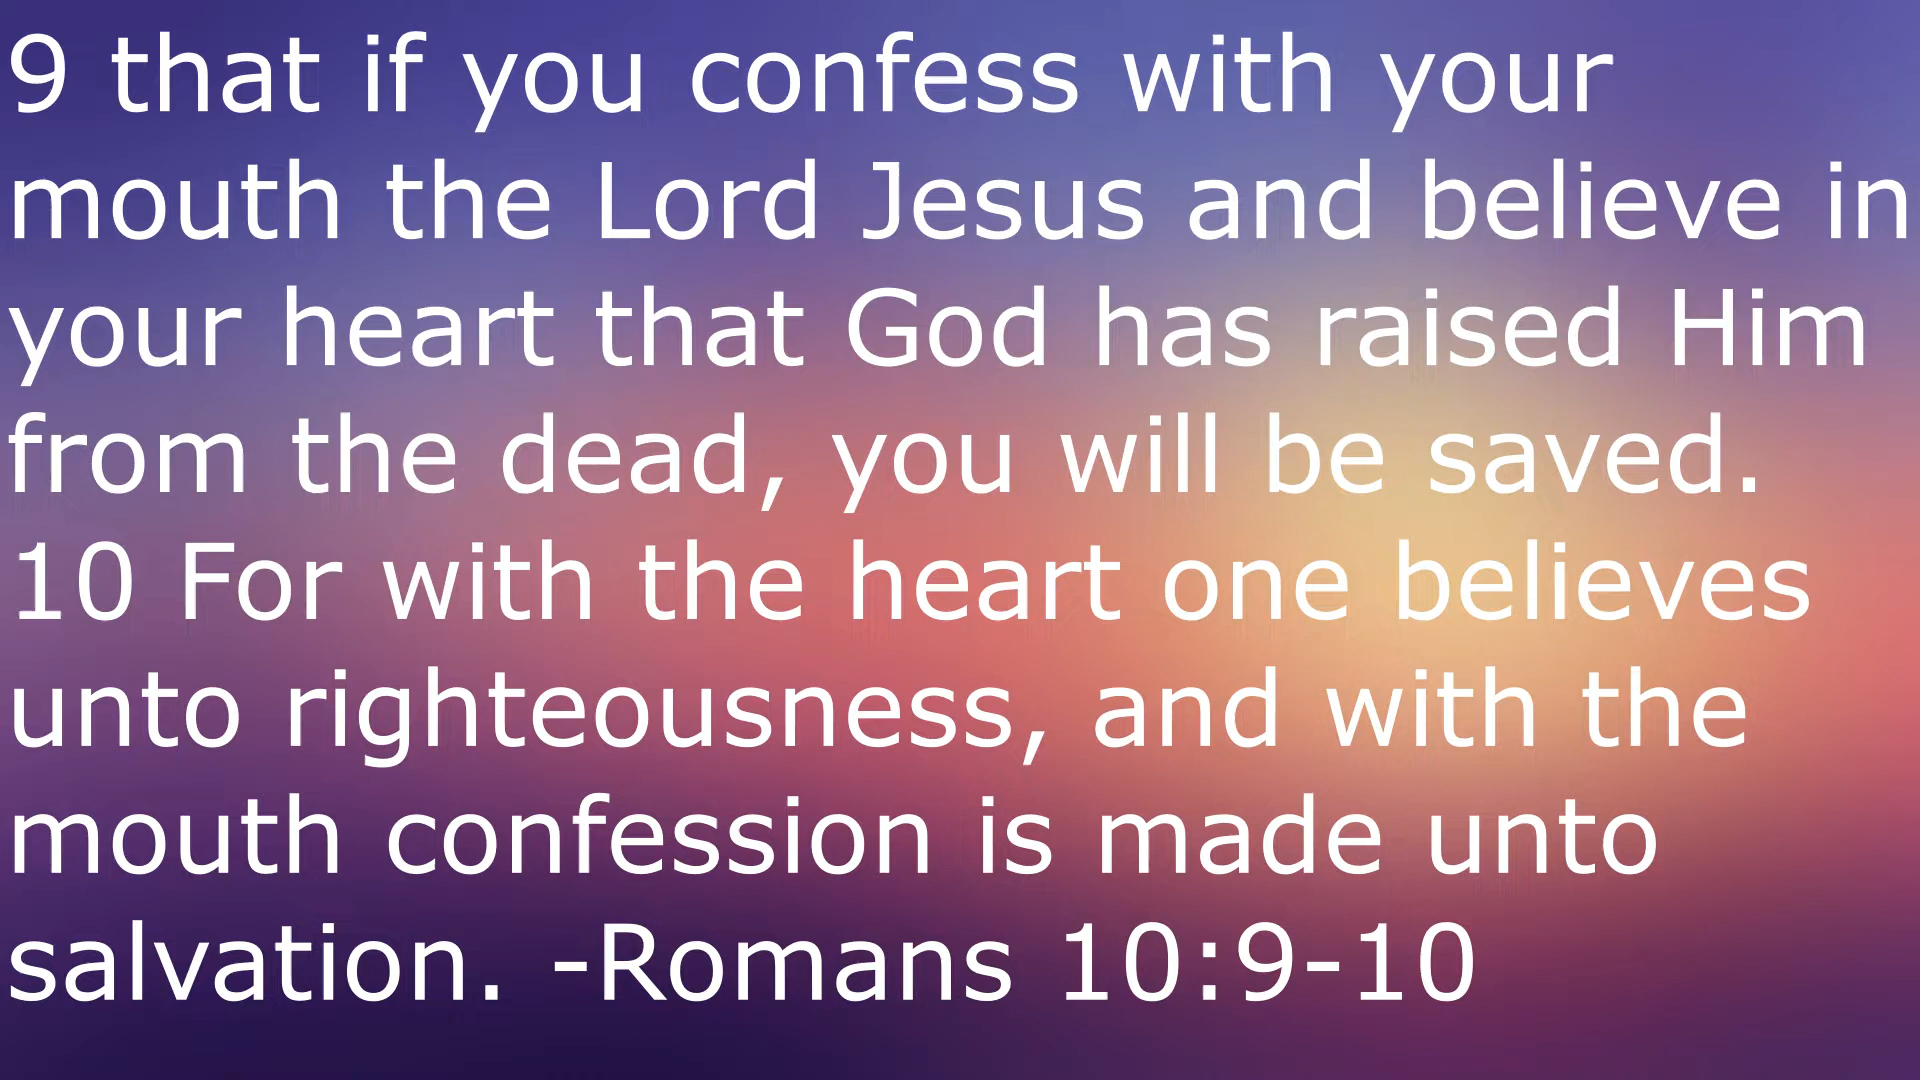 9 that if you confess with your
mouth the Lord Jesus and believe in
your heart that God has raised Him
from the dead, you will be saved.
10 For with the heart one believes
unto righteousness, and with the
mouth confession is made unto
salvation. -Romans 10:9-10